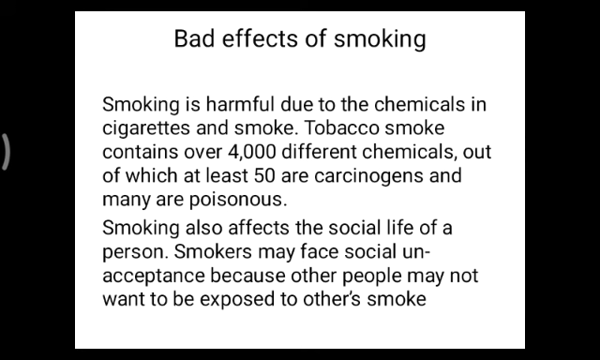 Bad effects of smoking
Smoking is harmful due to the chemicals in
cigarettes and smoke. Tobacco smoke
contains over 4,000 different chemicals, out
of which at least 50 are carcinogens and
many are poisonous.
Smoking also affects the social life of a
person. Smokers may face social un-
acceptance because other people may not
want to be exposed to other's smoke